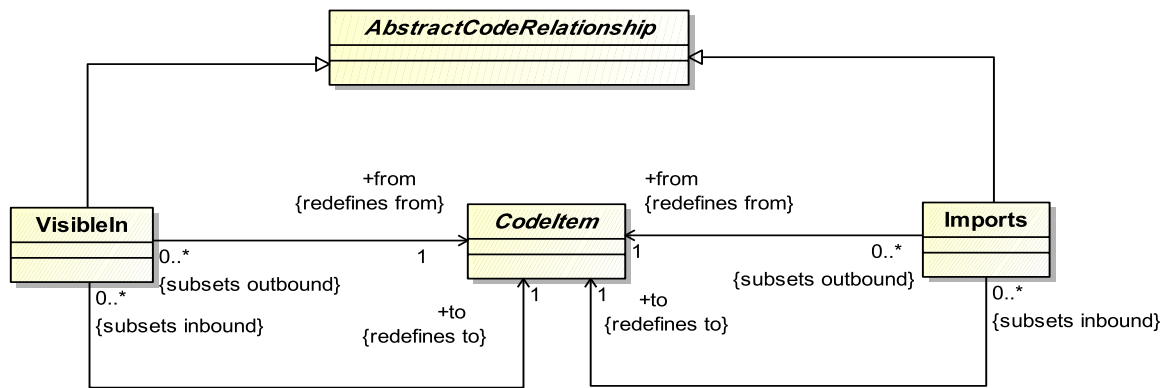 AbstractCodeRelationship
+from
{redefines from}
+from
{redefines from}
VisibleIn
CodeItem
Imports
0..*
1
1
0..*
{subsets outbound}
{subsets outbound}
0..*
{subsets inbound}
1
1
+to
{redefines to}
+to
{redefines to}
0..*
{subsets inbound}